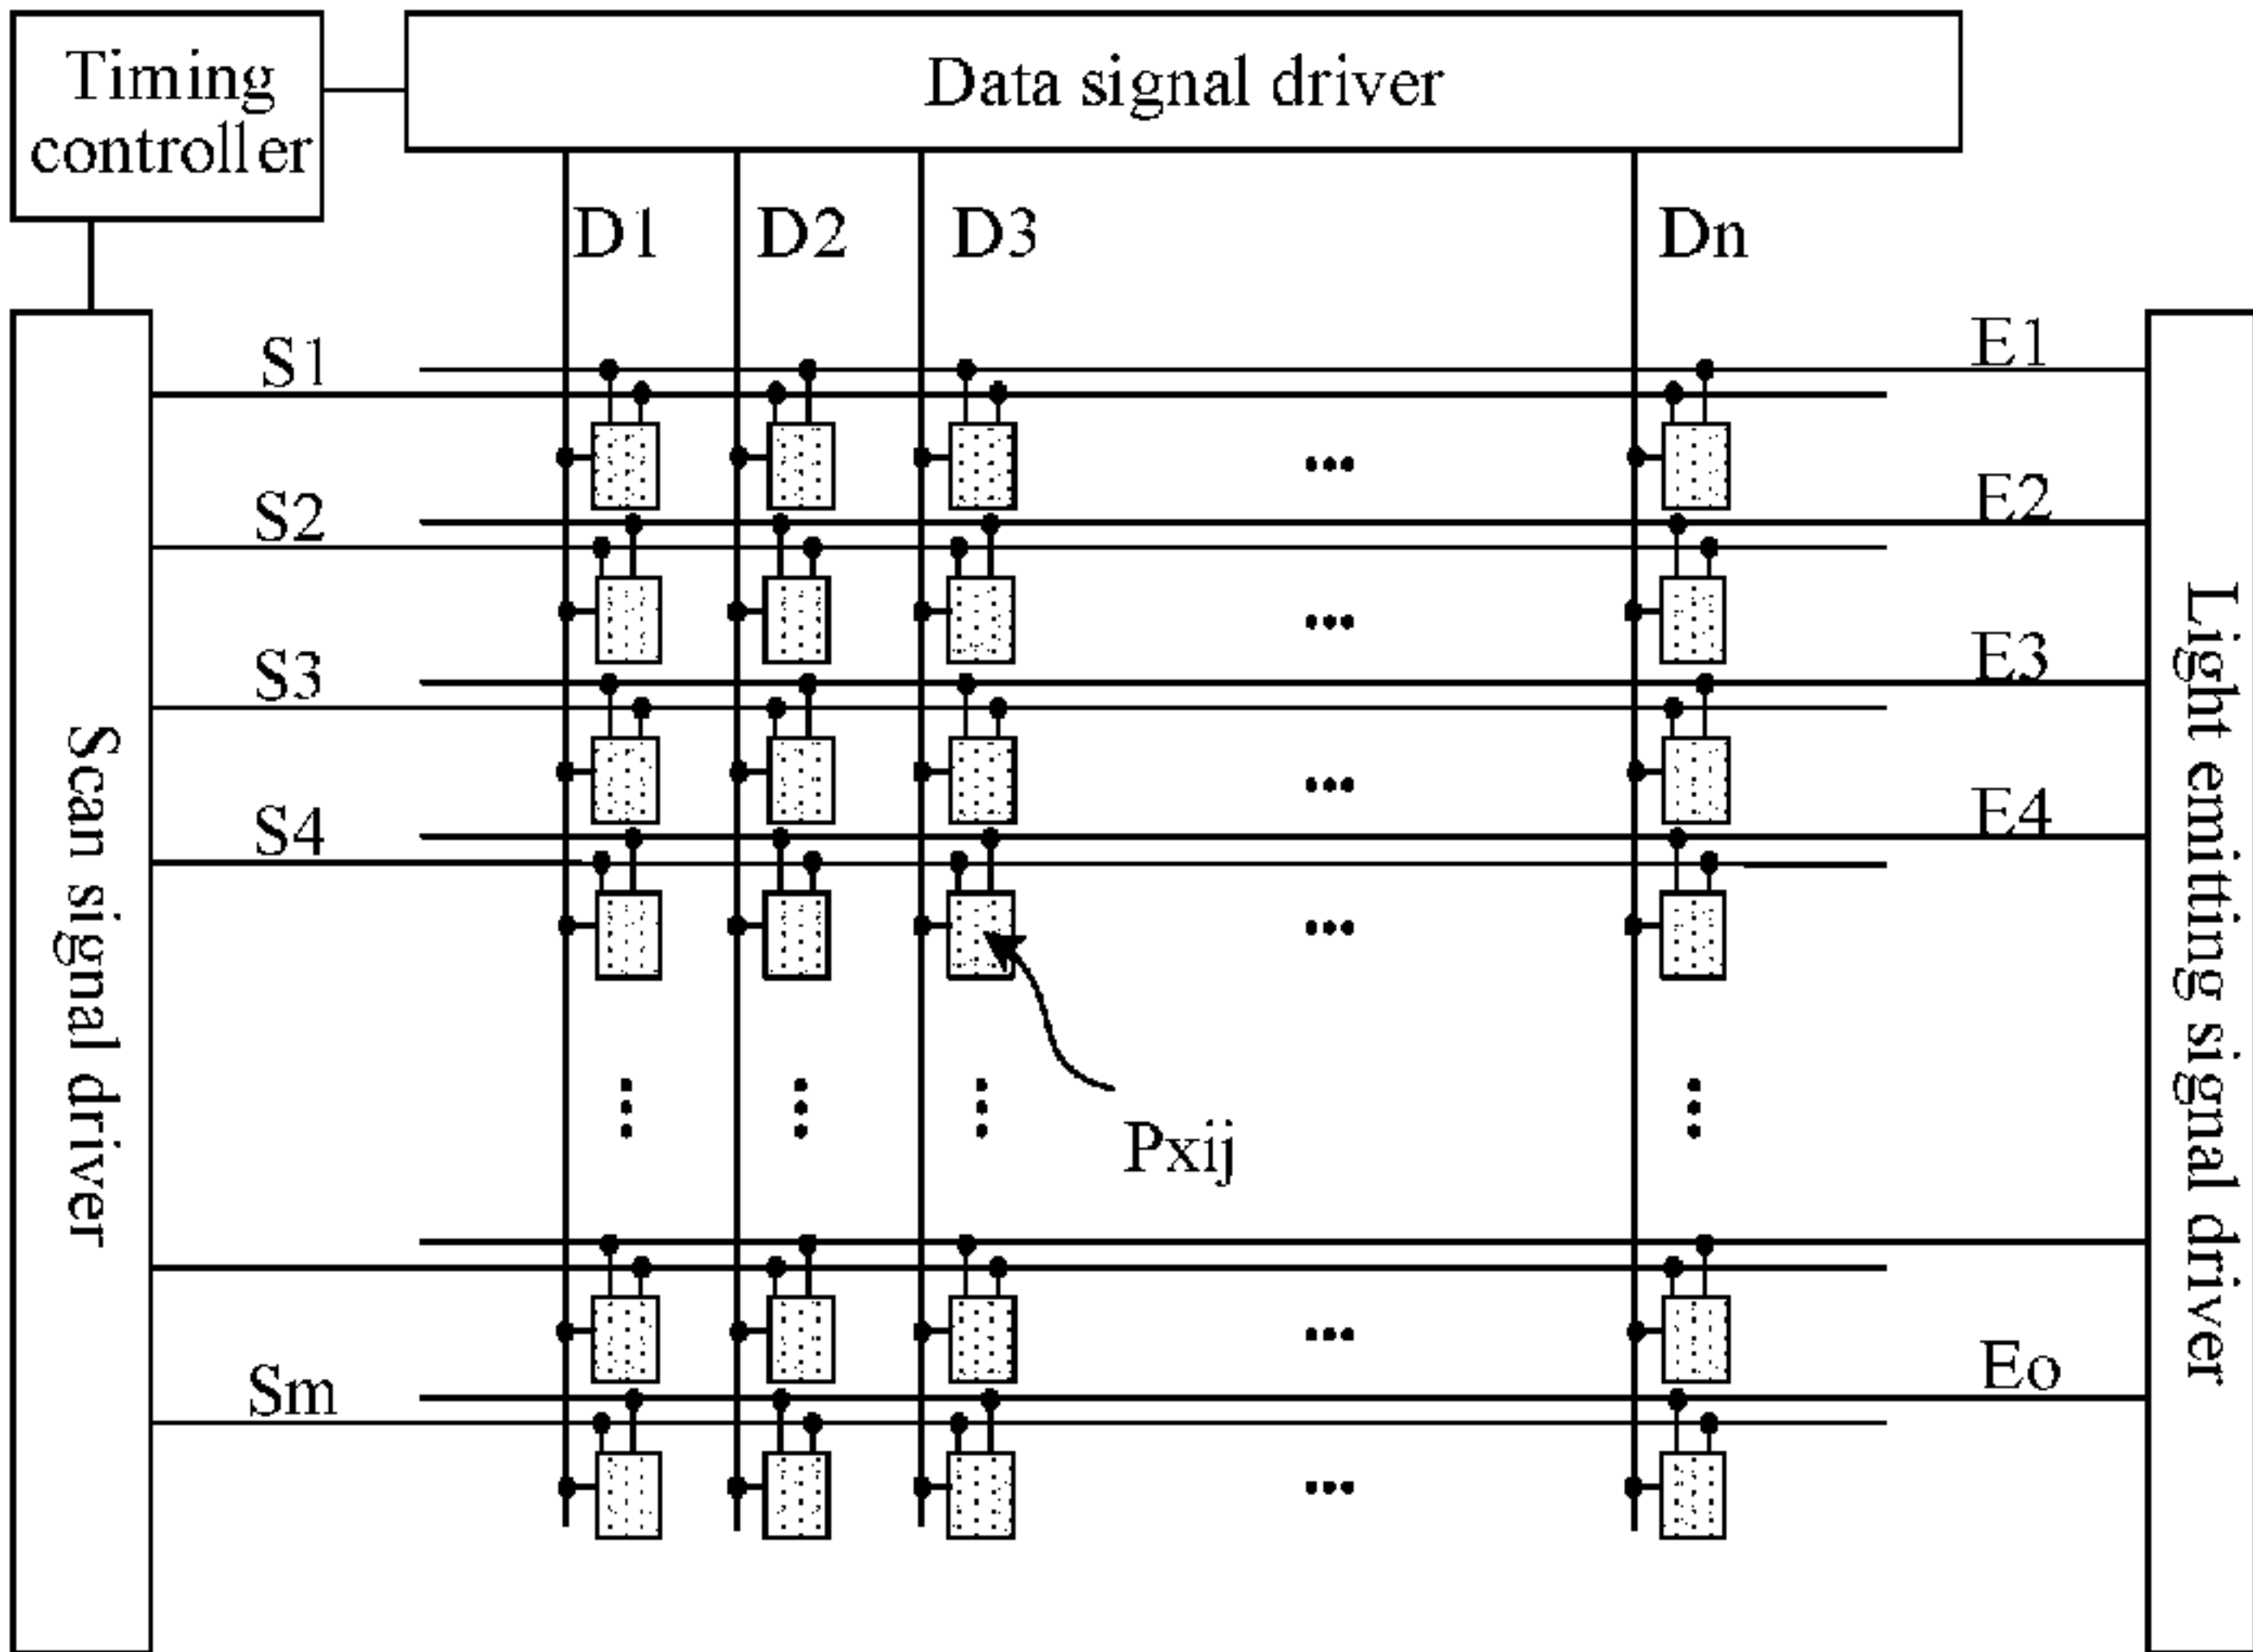 Timing
controller
Data signal driver
D1
D2
D3
Dn
S1
E1
S2
E2
S3
E3
S4
E4
Scan signal driver
Light emitting signal driver
Pxij
Sm
Eo